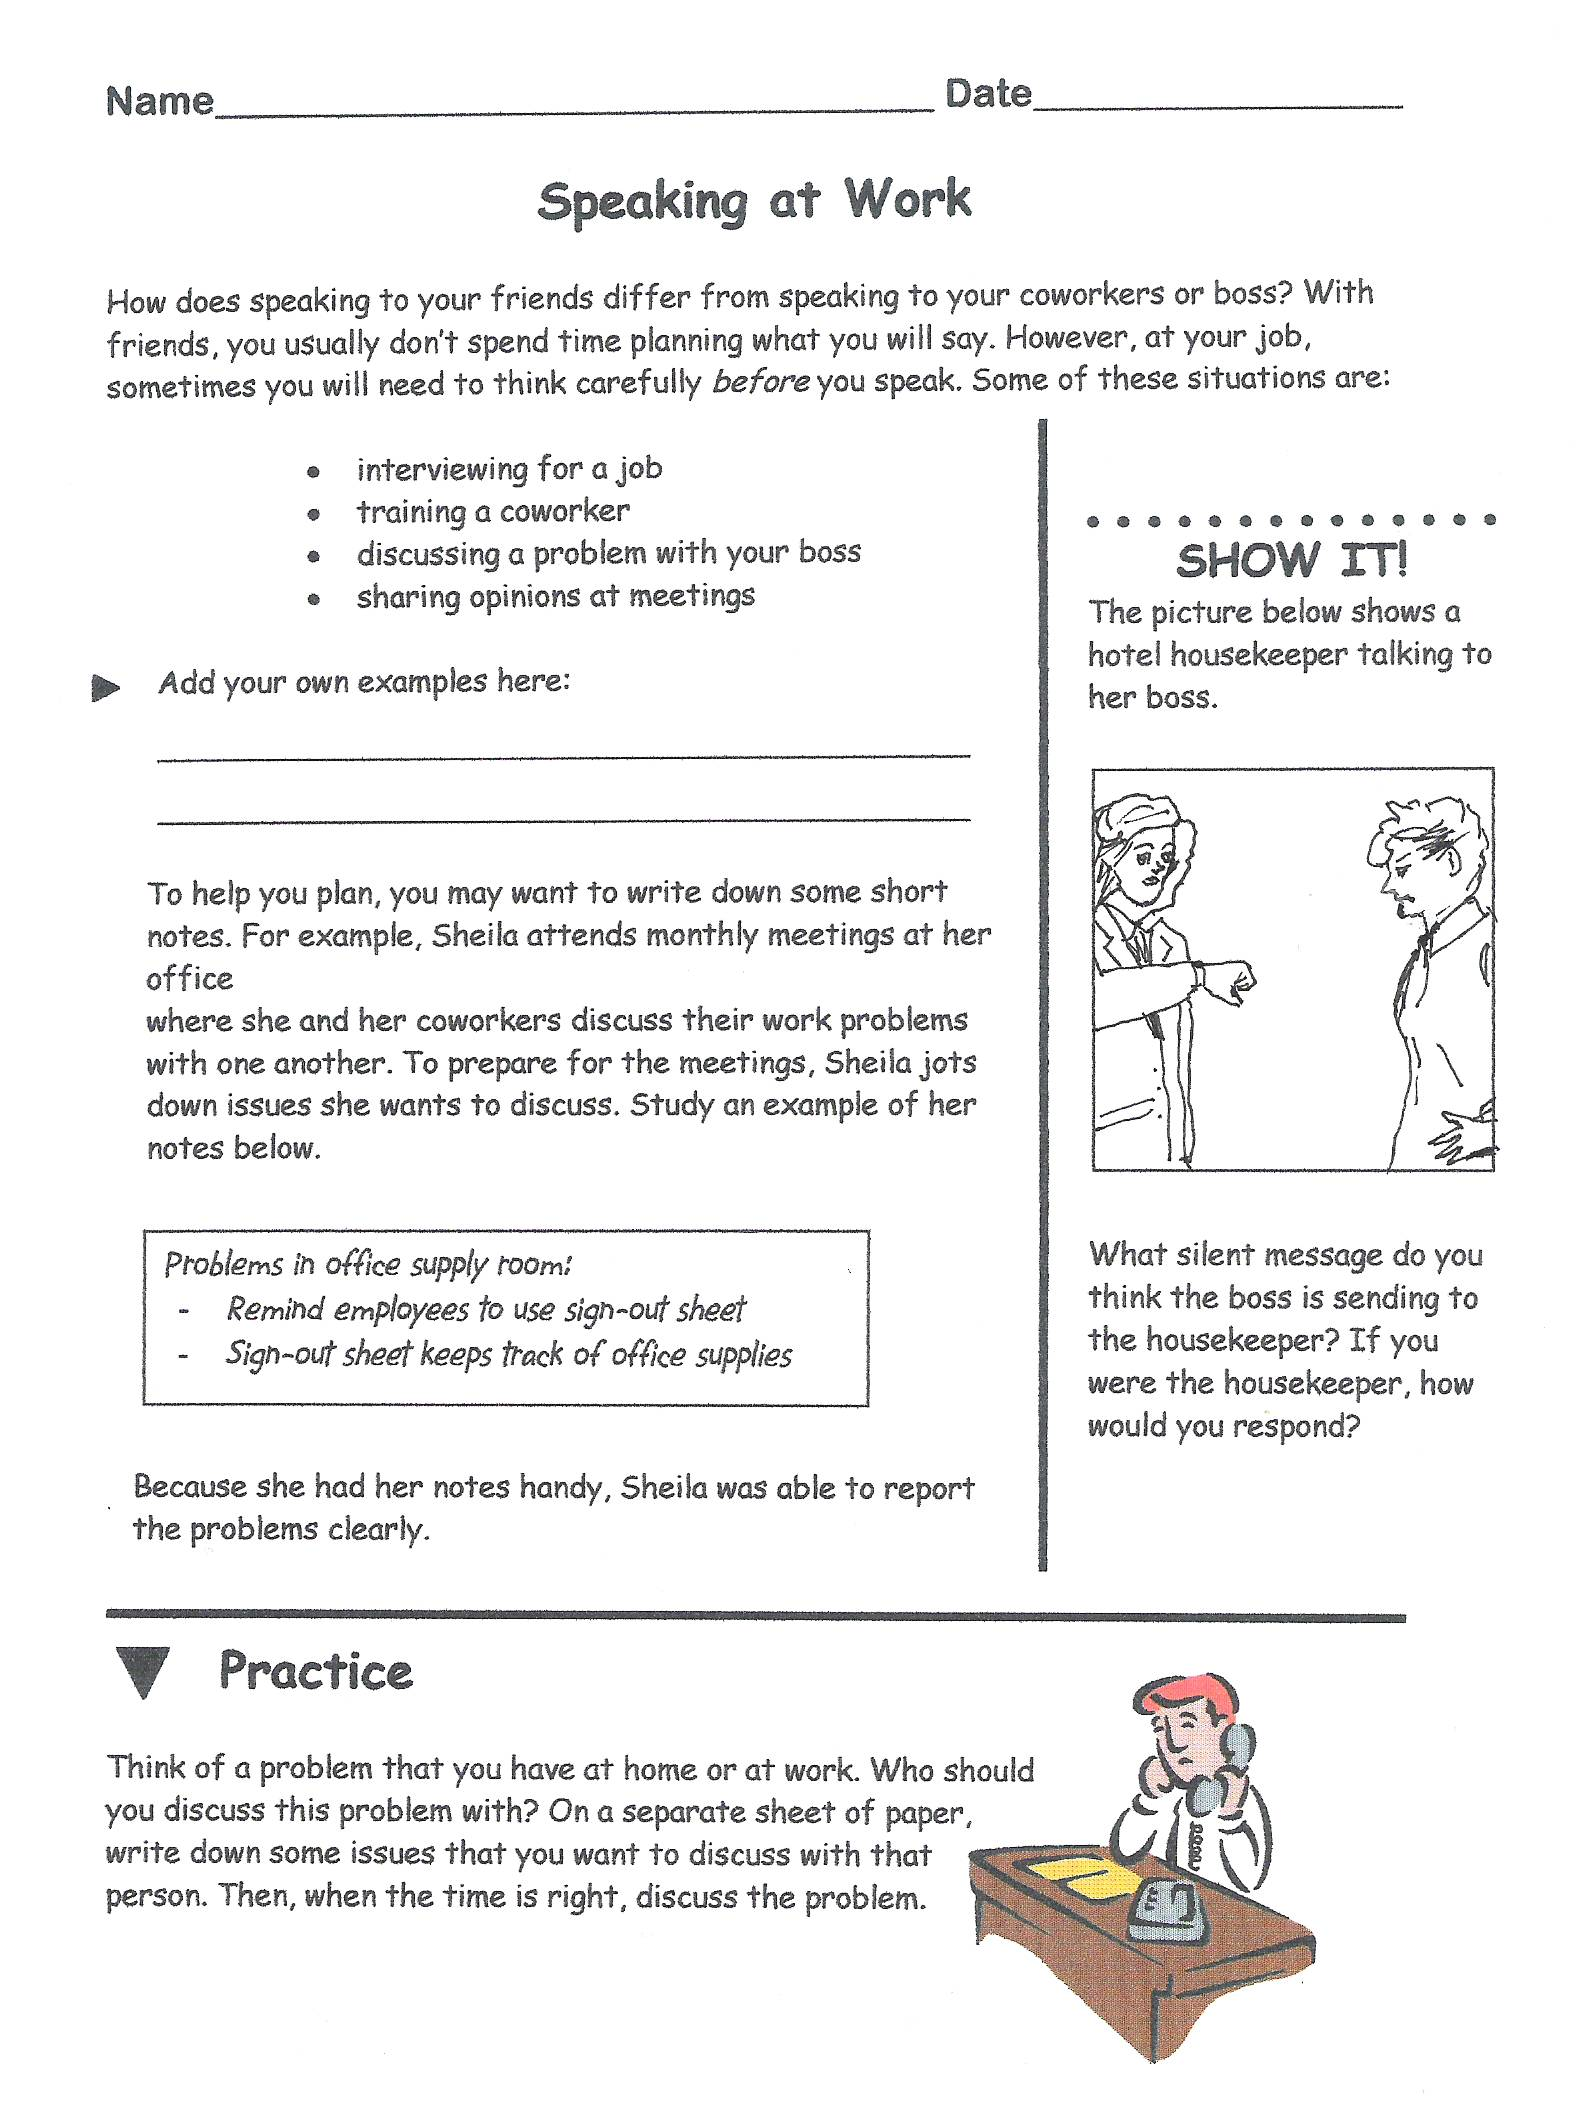 Name Date
Speaking at Work
How does speaking to your friends differ from speaking to your coworkers or boss? With
friends, you usually don't spend time planning what you will say. However, at your job,
sometimes you will need to think carefully before you speak. Some of these situations are:
• interviewing for a job
• training a coworker
• discussing a problem with your boss
• sharing opinions at meetings
Add your own examples here:
To help you plan, you may want to write down some short
notes. For example, Sheila attends monthly meetings at her
office
where she and her coworkers discuss their work problems
with one another. To prepare for the meetings, Sheila jots
down issues she wants to discuss. Study an example of her
notes below.
Problems in office supply room:
- Remind employees to use sign-out sheet
- Sign-out sheet keeps track of office supplies
Because she had her notes handy, Sheila was able to report
the problems clearly.
SHOW IT!
The picture below shows a
hotel housekeeper talking to
her boss.
What silent message do you
think the boss is sending to
the housekeeper? If you
were the housekeeper, how
would you respond?
Practice
Think of a problem that you have at home or at work. Who should
you discuss this problem with? On a separate sheet of paper,
write down some issues that you want to discuss with that
person. Then, when the time is right, discuss the problem.